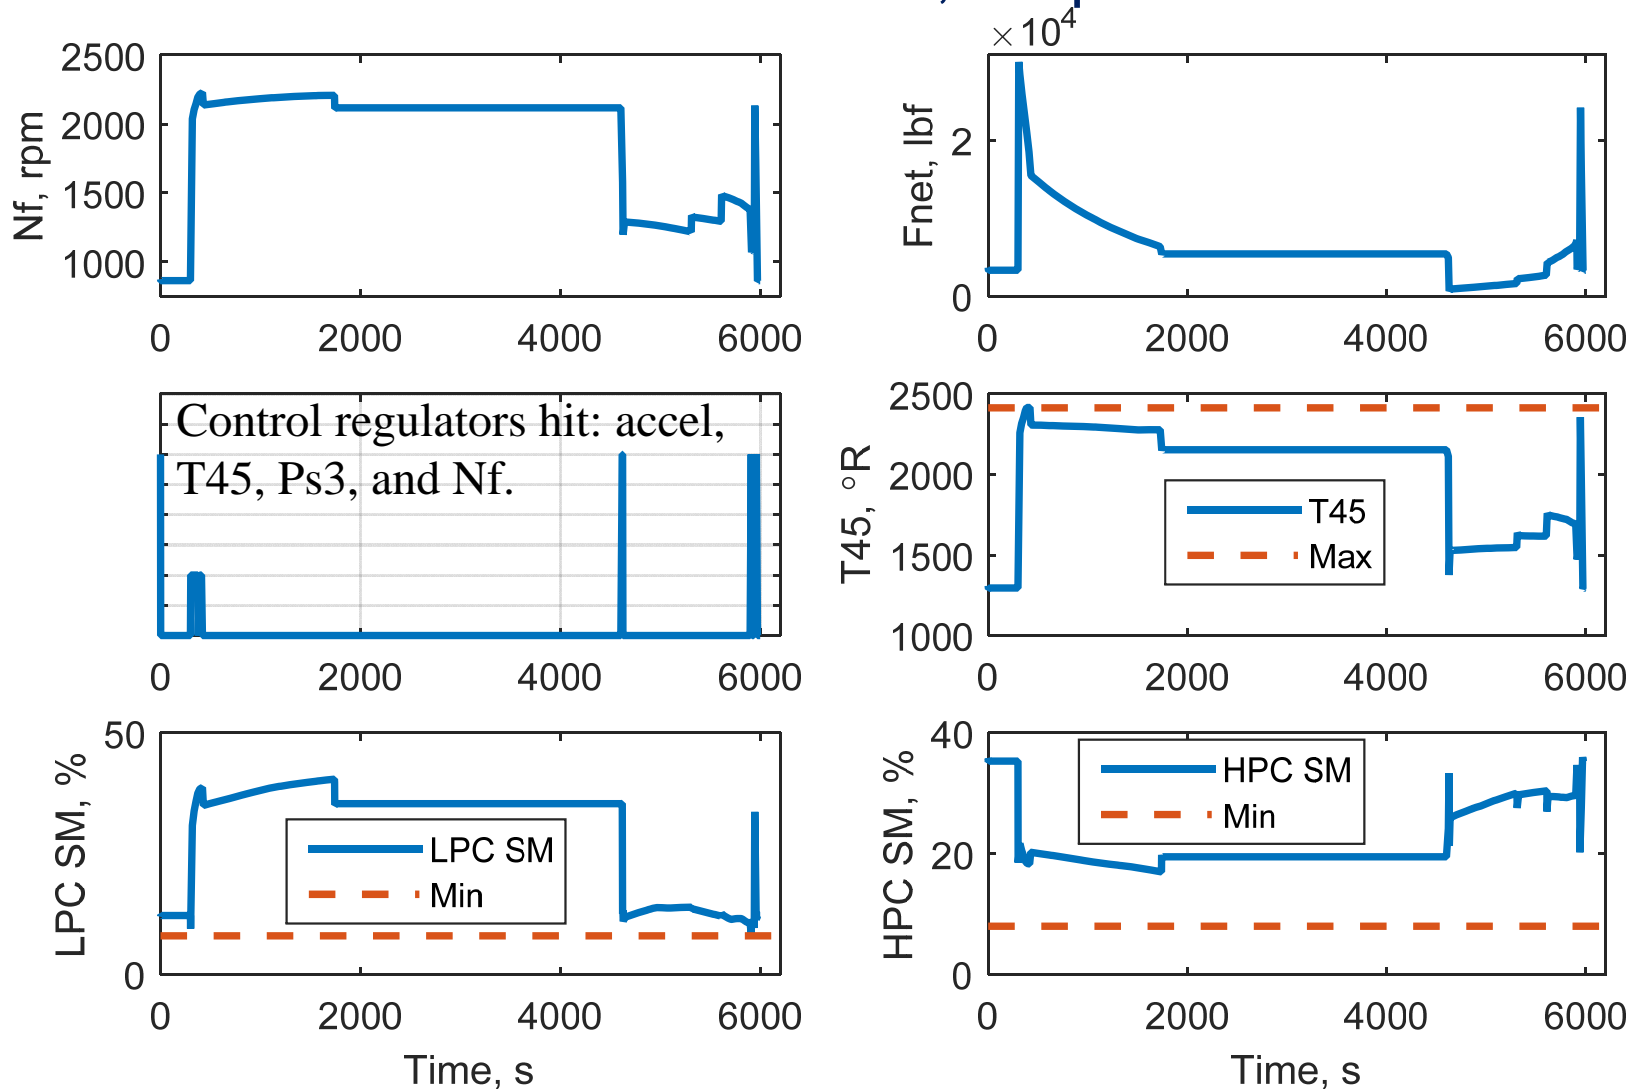 × 10⁴
2500
2000
1500
1000
Nf, rpm
0 2000 4000 6000
2
0
Fnet, lbf
0 2000 4000 6000
Control regulators hit: accel,
T45, Ps3, and Nf.
0 2000 4000 6000
2500
2000
1500
1000
T45, °R
T45
Max
0 2000 4000 6000
50
0
LPC SM, %
LPC SM
Min
0 2000 4000 6000
Time, s
40
20
0
HPC SM, %
HPC SM
Min
0 2000 4000 6000
Time, s